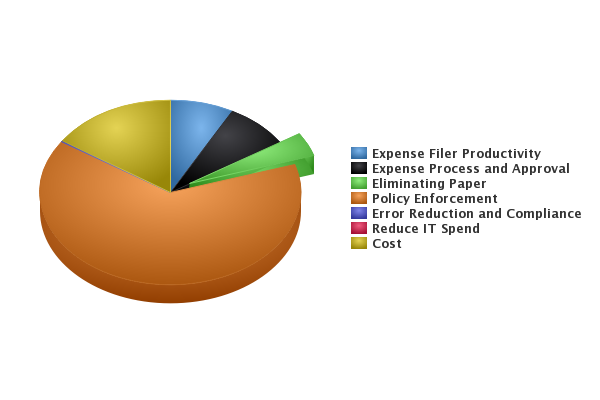 Expense Filer Productivity
Expense Process and Approval
Eliminating Paper
Policy Enforcement
Error Reduction and Compliance
Reduce IT Spend
Cost